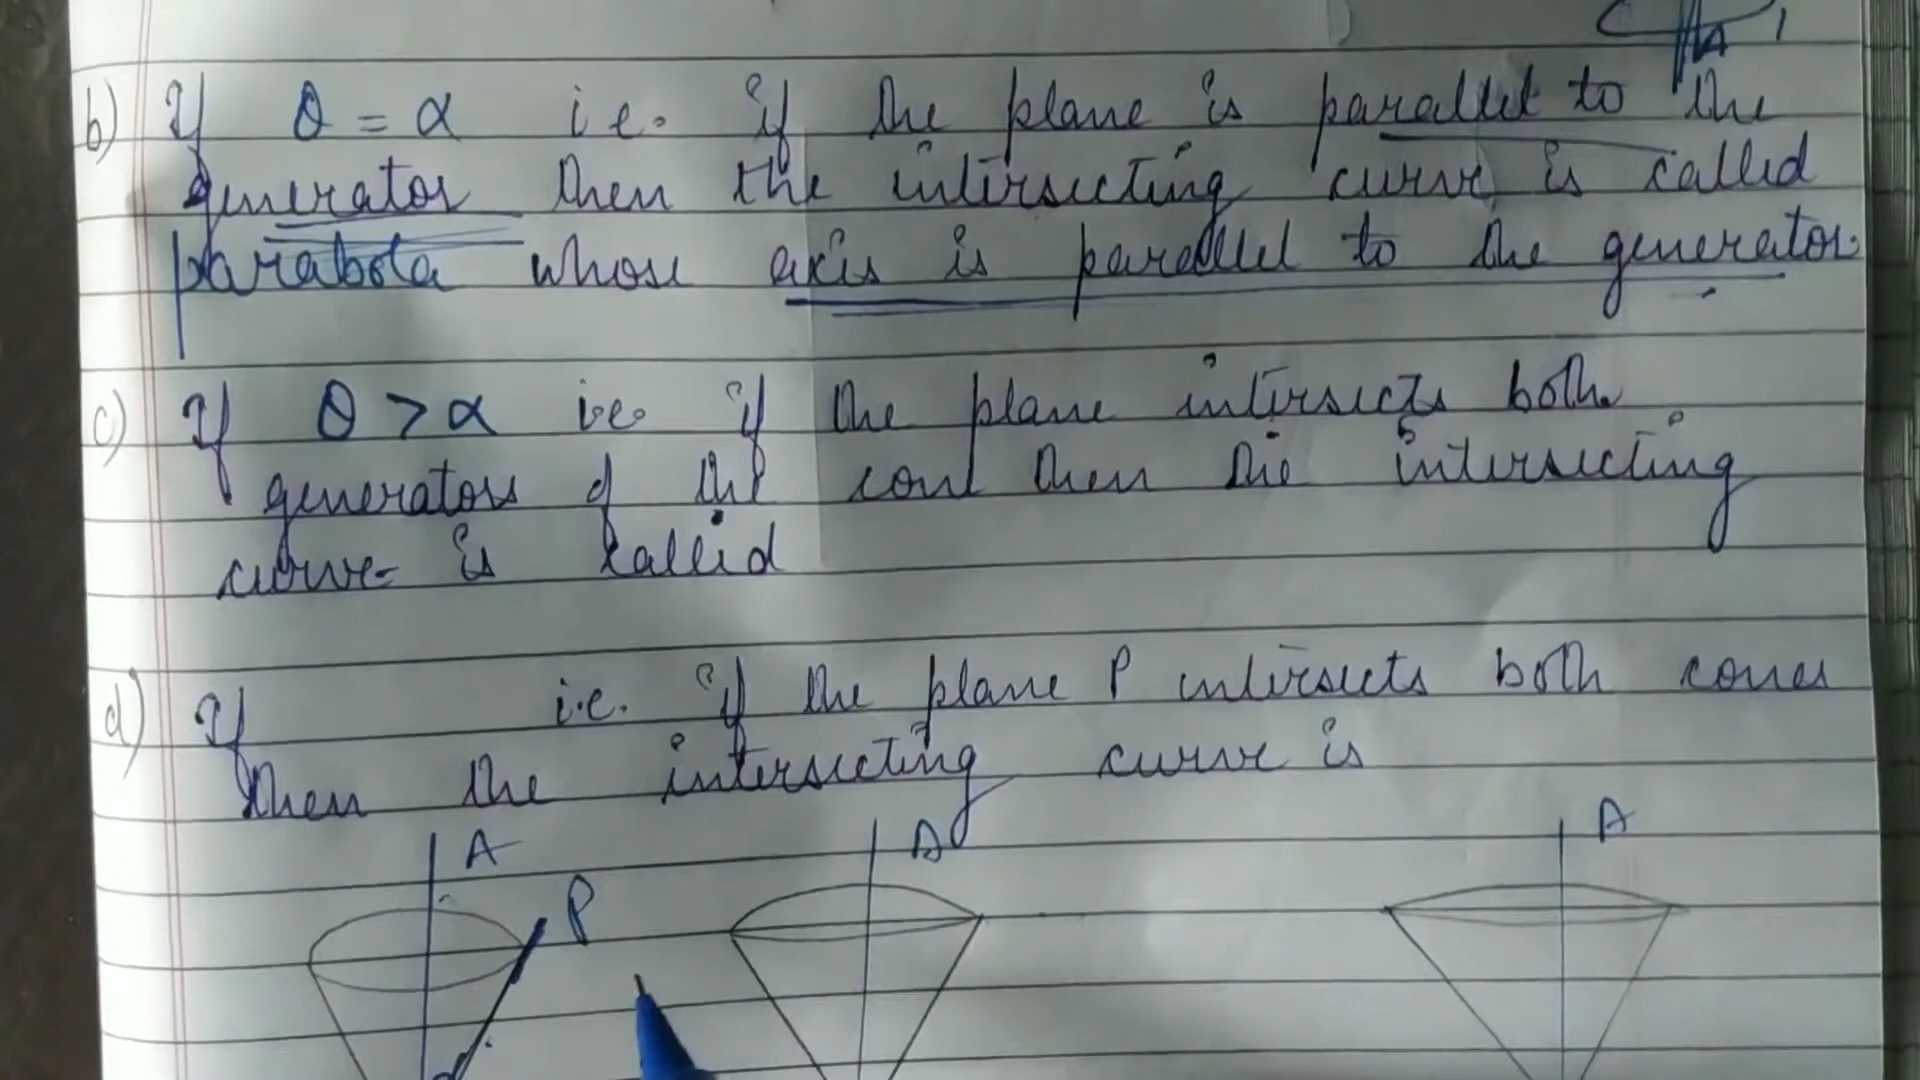 b) If θ = α i.e. if the plane is parallel to the
generator then the intersecting curve is called
parabola whose axis is parallel to the generator.
c) If θ > α i.e. if the plane intersects both
generators of the cone then the intersecting
curve is called
d) If i.e. if the plane P intersects both cones
then the intersecting curve is
A A A
P